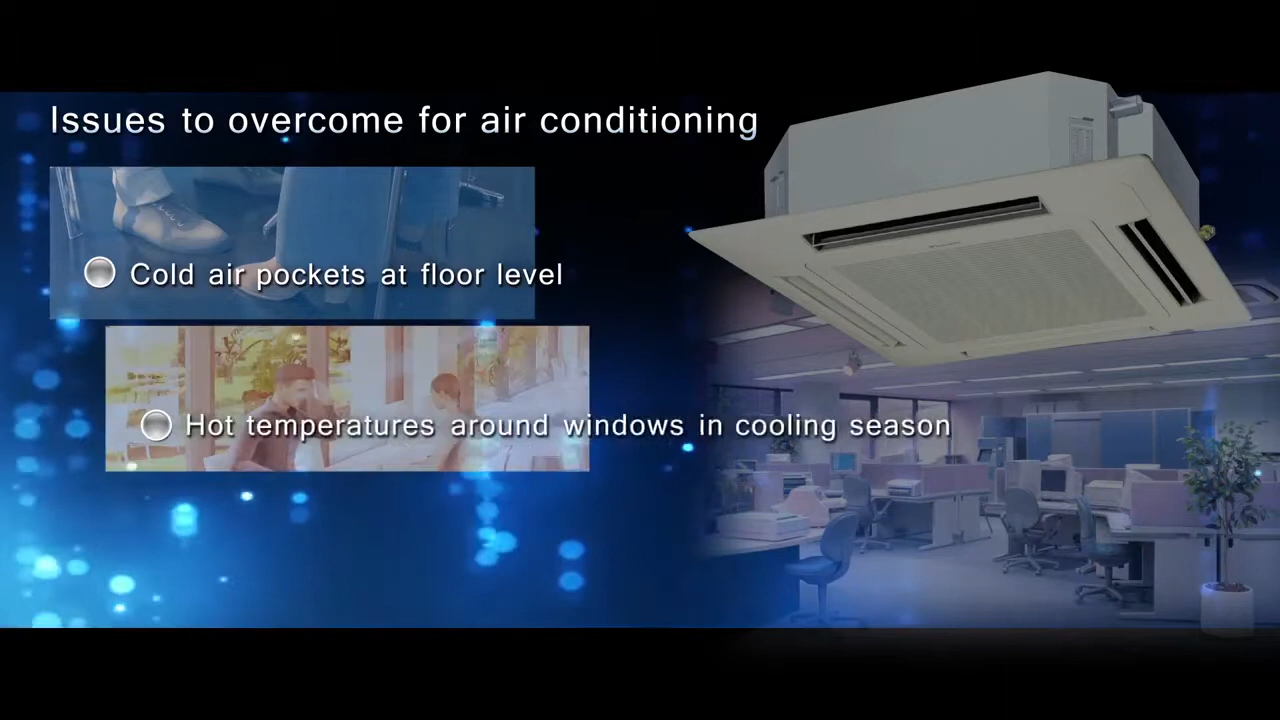 Issues to overcome for air conditioning
Cold air pockets at floor level
Hot temperatures around windows in cooling season